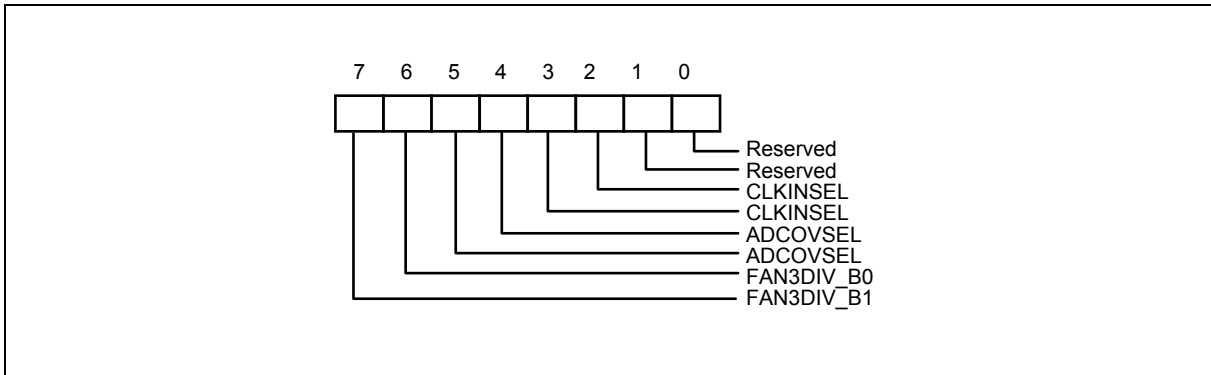 7 6 5 4 3 2 1 0
Reserved
Reserved
CLKINSEL
CLKINSEL
ADCOVSEL
ADCOVSEL
FAN3DIV_B0
FAN3DIV_B1